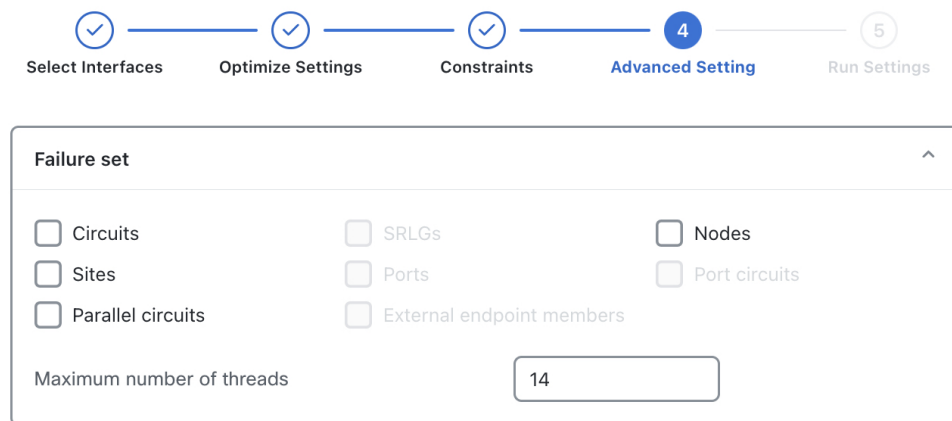 4
5
Select Interfaces
Optimize Settings
Constraints
Advanced Setting
Run Settings
Failure set
Circuits
SRLGs
Nodes
Sites
Ports
Port circuits
Parallel circuits
External endpoint members
Maximum number of threads
14